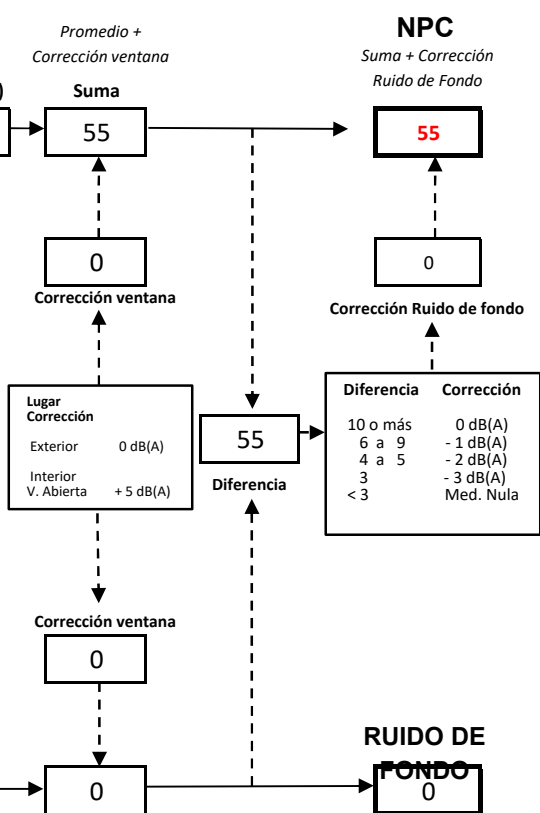 Promedio +
Corrección ventana
Suma
)
55
NPC
Suma + Corrección
Ruido de Fondo
55
0
Corrección ventana
0
Corrección Ruido de fondo
Lugar
Corrección
Exterior 0 dB(A)
Interior
V. Abierta + 5 dB(A)
55
Diferencia
Diferencia Corrección
10 o más 0 dB(A)
6 a 9 - 1 dB(A)
4 a 5 - 2 dB(A)
3 - 3 dB(A)
< 3 Med. Nula
Corrección ventana
0
0
RUIDO DE
FONDO
0